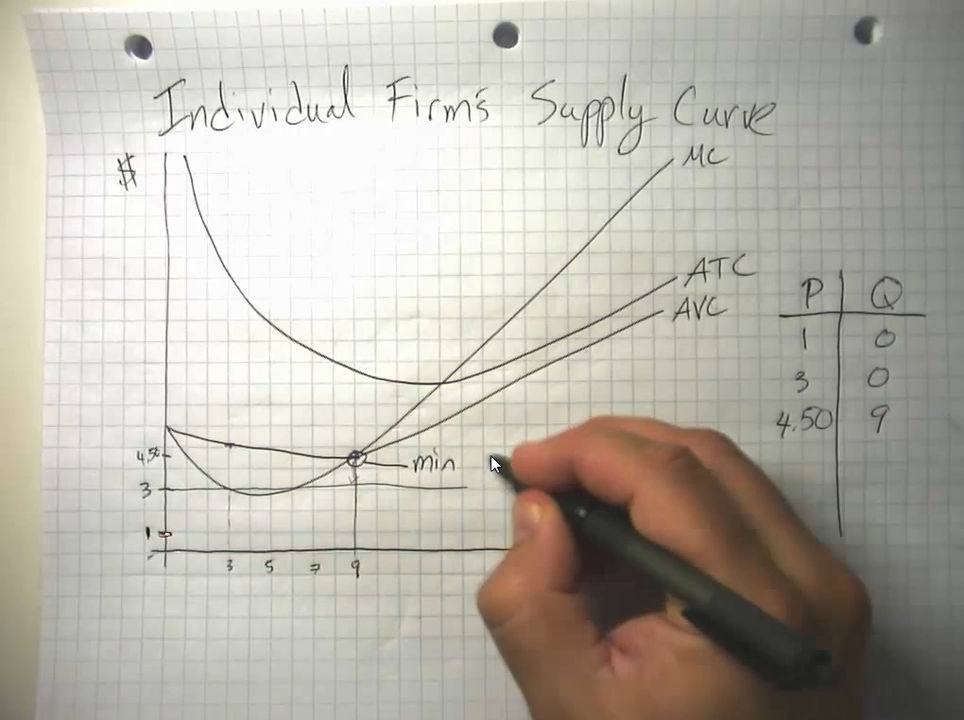 Individual Firm's Supply Curve
$
MC
ATC
AVC
P Q
1 0
3 0
4.50 9
4.50
min
3
1
3 5 7 9